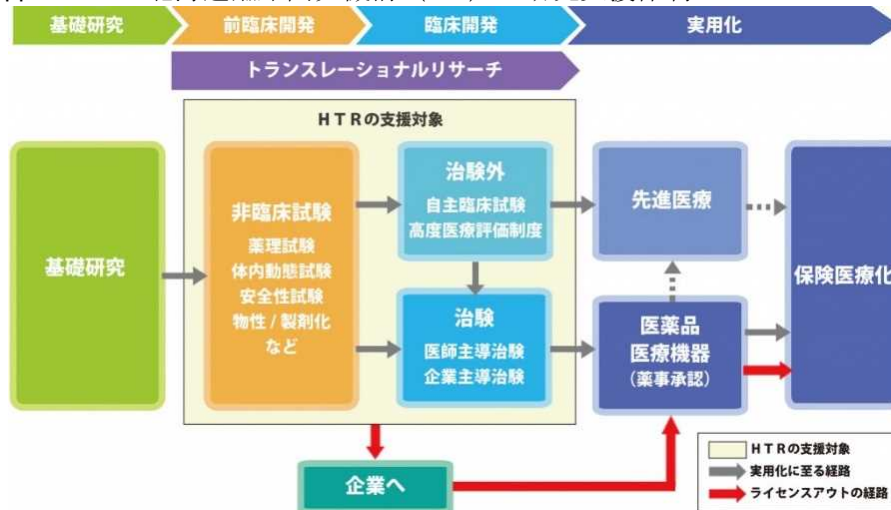 基礎研究
前臨床開発
臨床開発
実用化
トランスレーショナルリサーチ
HTRの支援対象
基礎研究
非臨床試験
薬理試験
体内動態試験
安全性試験
物性 / 製剤化
など
治験外
自主臨床試験
高度医療評価制度
治験
医師主導治験
企業主導治験
先進医療
医薬品
医療機器
(薬事承認)
保険医療化
企業へ
HTRの支援対象
実用化に至る経路
ライセンスアウトの経路